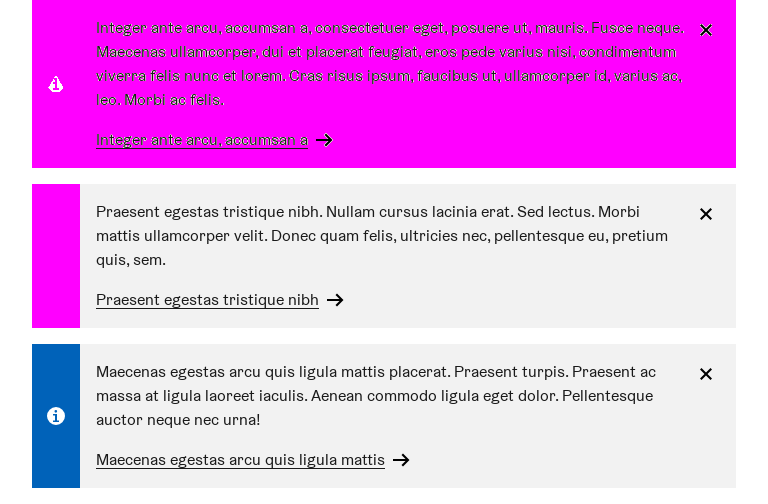 Integer ante arcu, accumsan a, consectetuer eget, posuere ut, mauris. Fusce neque.
Maecenas ullamcorper, dui et placerat feugiat, eros pede varius nisi, condimentum
viverra felis nunc et lorem. Cras risus ipsum, faucibus ut, ullamcorper id, varius ac,
leo. Morbi ac felis.
Integer ante arcu, accumsan a
Praesent egestas tristique nibh. Nullam cursus lacinia erat. Sed lectus. Morbi
mattis ullamcorper velit. Donec quam felis, ultricies nec, pellentesque eu, pretium
quis, sem.
Praesent egestas tristique nibh
Maecenas egestas arcu quis ligula mattis placerat. Praesent turpis. Praesent ac
massa at ligula laoreet iaculis. Aenean commodo ligula eget dolor. Pellentesque
auctor neque nec urna!
Maecenas egestas arcu quis ligula mattis